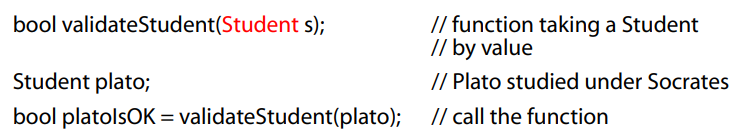 bool validateStudent(Student s); // function taking a Student
// by value
Student plato; // Plato studied under Socrates
bool platoIsOK = validateStudent(plato); // call the function